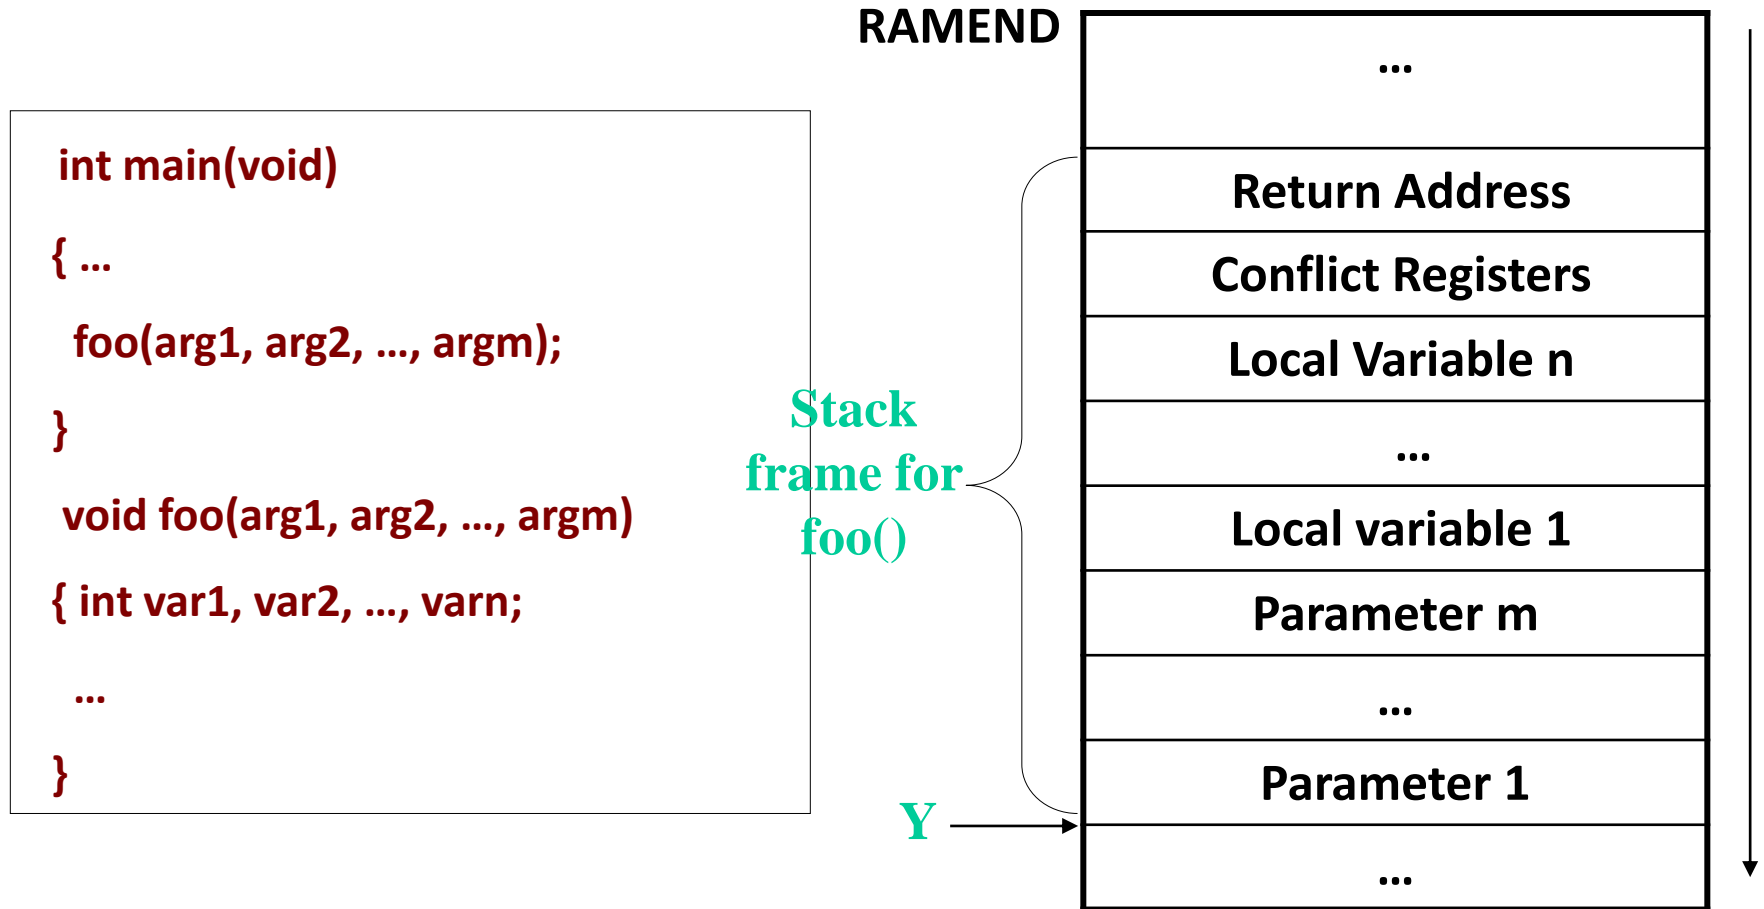 int main(void)
{ ...
foo(arg1, arg2, ..., argm);
}
void foo(arg1, arg2, ..., argm)
{ int var1, var2, ..., varn;
...
}
Stack
frame for
foo()
Y
RAMEND
...
Return Address
Conflict Registers
Local Variable n
...
Local variable 1
Parameter m
...
Parameter 1
...